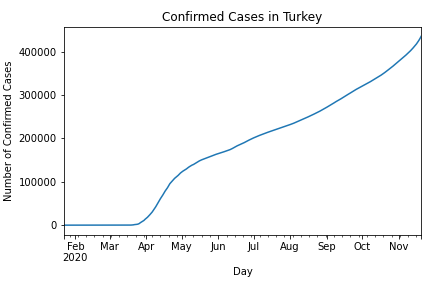 Confirmed Cases in Turkey
Number of Confirmed Cases
400000
300000
200000
100000
0
Feb Mar Apr May Jun Jul Aug Sep Oct Nov
2020
Day